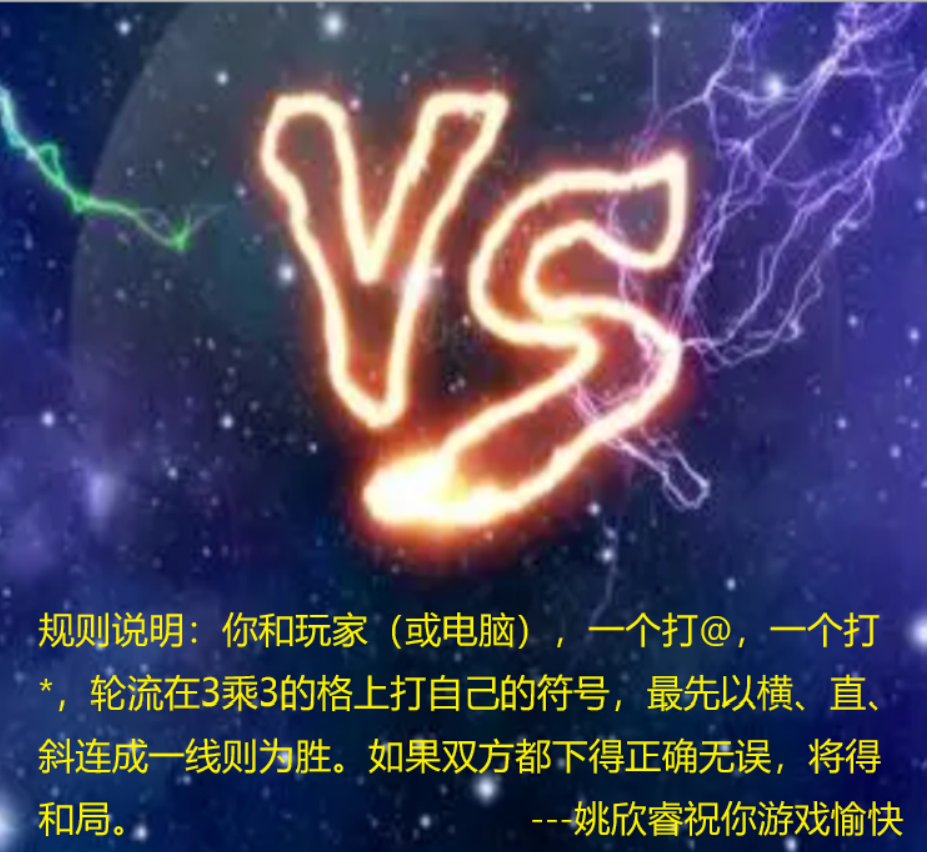 VS
规则说明：你和玩家（或电脑），一个打@，一个打
*，轮流在3乘3的格上打自己的符号，最先以横、直、
斜连成一线则为胜。如果双方都下得正确无误，将得
和局。 ---姚欣睿祝你游戏愉快